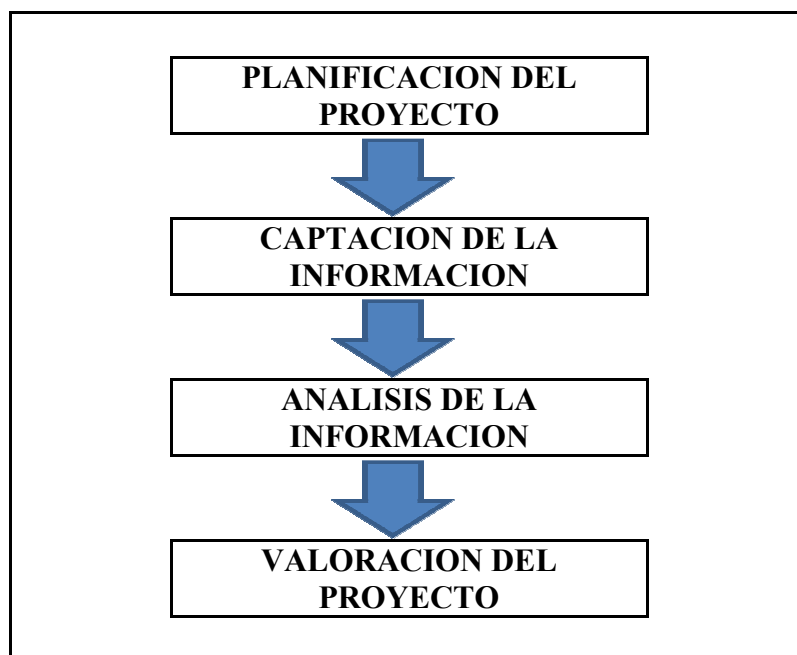 PLANIFICACION DEL
PROYECTO
CAPTACION DE LA
INFORMACION
ANALISIS DE LA
INFORMACION
VALORACION DEL
PROYECTO